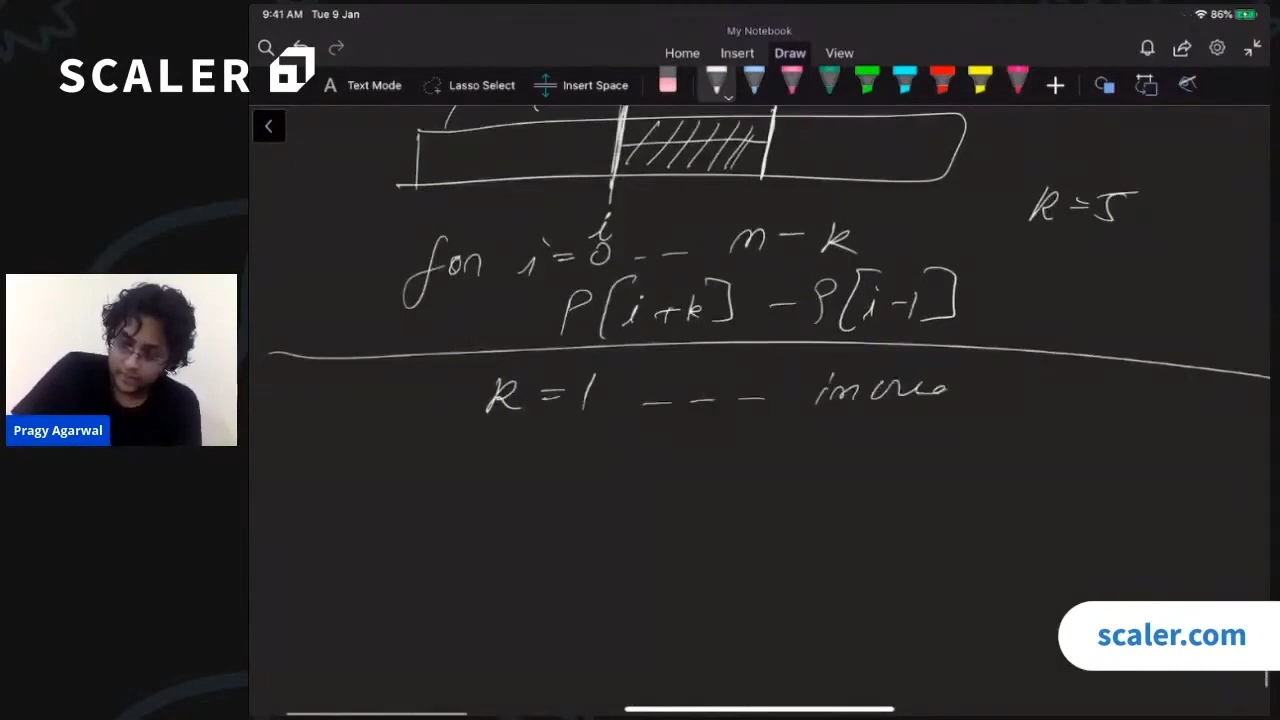 9:41 AM Tue 9 Jan
86%
My Notebook
SCALER
Home Insert Draw View
A Text Mode Lasso Select Insert Space
k = 5
i
for i = 0 - - n - k
P[i+k] - P[i-1]
k = 1 - - - increa
Pragy Agarwal
scaler.com